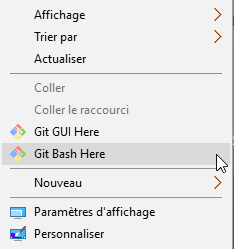 Affichage
Trier par
Actualiser
Coller
Coller le raccourci
Git GUI Here
Git Bash Here
Nouveau
Paramètres d'affichage
Personnaliser